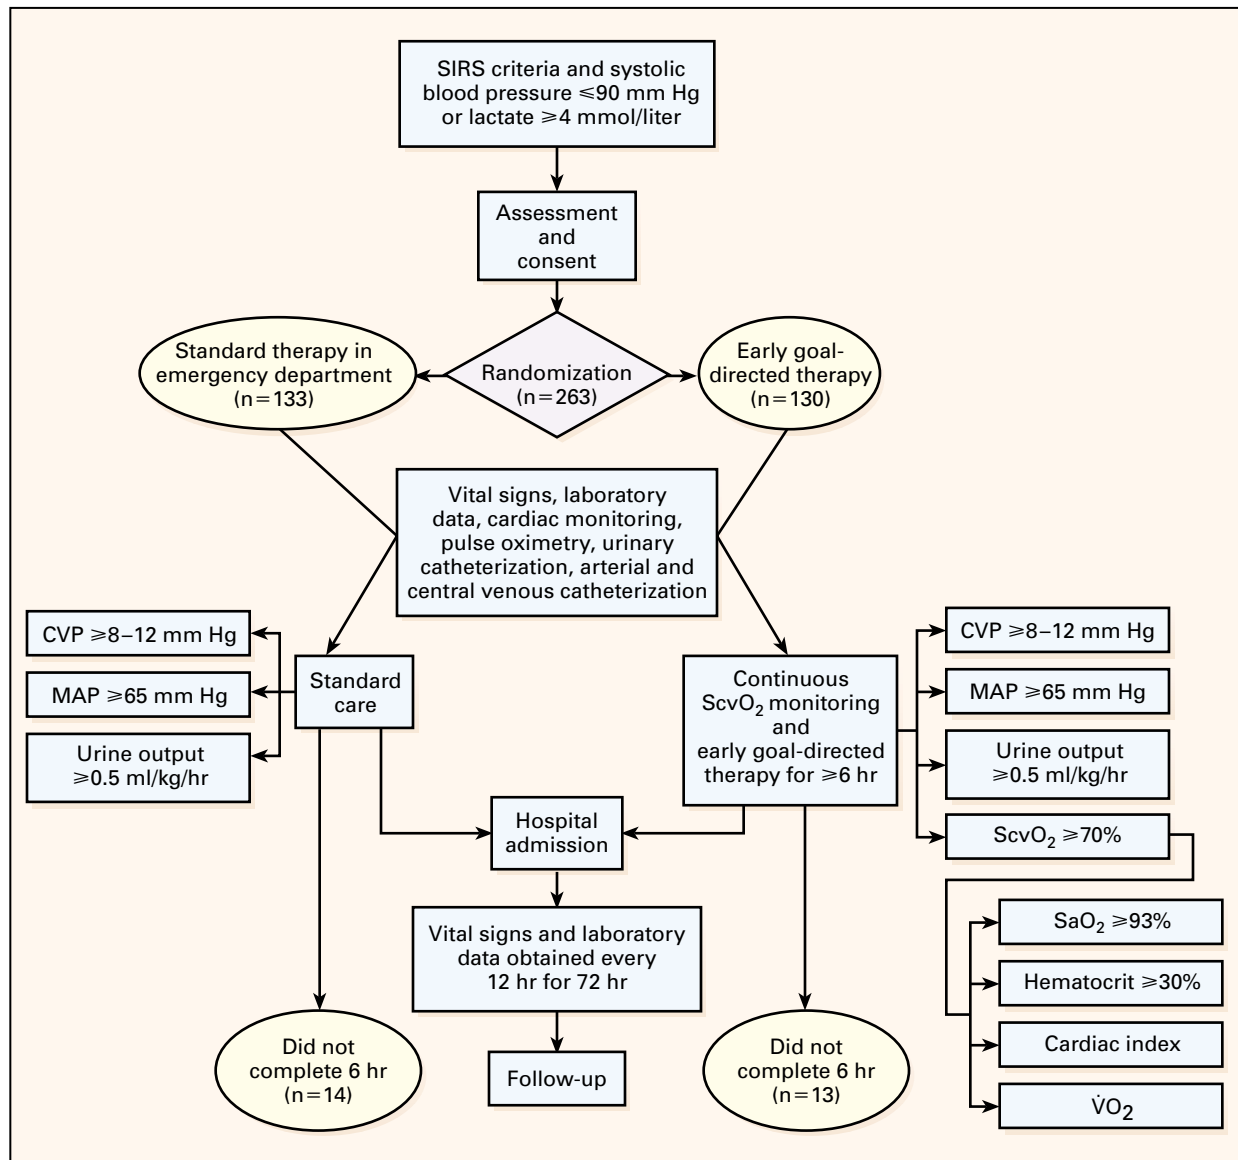 SIRS criteria and systolic
blood pressure ⩽90 mm Hg
or lactate ⩾4 mmol/liter
Assessment
and
consent
Standard therapy in
emergency department
(n=133)
Randomization
(n=263)
Early goal-
directed therapy
(n=130)
Vital signs, laboratory
data, cardiac monitoring,
pulse oximetry, urinary
catheterization, arterial and
central venous catheterization
CVP ⩾8–12 mm Hg
MAP ⩾65 mm Hg
Urine output
⩾0.5 ml/kg/hr
Standard
care
Continuous
ScvO₂ monitoring
and
early goal-directed
therapy for ⩾6 hr
CVP ⩾8–12 mm Hg
MAP ⩾65 mm Hg
Urine output
⩾0.5 ml/kg/hr
ScvO₂ ⩾70%
SaO₂ ⩾93%
Hematocrit ⩾30%
Cardiac index
V̇O₂
Hospital
admission
Vital signs and laboratory
data obtained every
12 hr for 72 hr
Follow-up
Did not
complete 6 hr
(n=14)
Did not
complete 6 hr
(n=13)